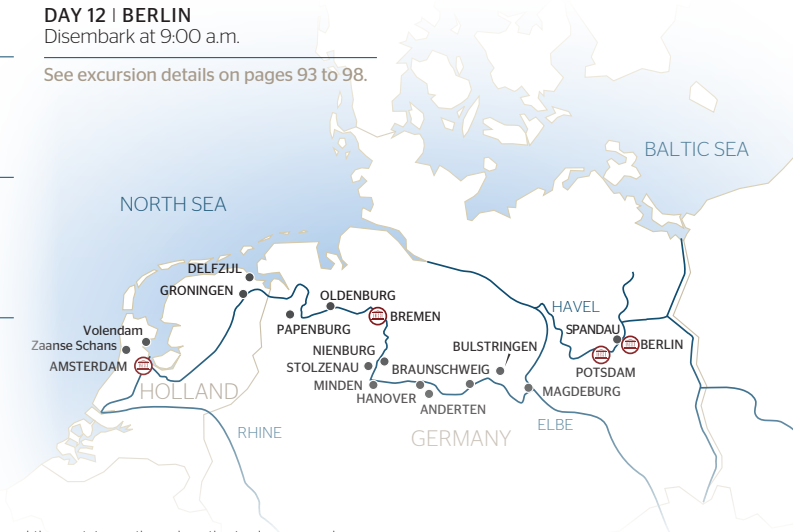 DAY 12 | BERLIN
Disembark at 9:00 a.m.
See excursion details on pages 93 to 98.
BALTIC SEA
NORTH SEA
DELFZIJL
GRONINGEN
OLDENBURG
HAVEL
PAPENBURG
BREMEN
SPANDAU
Volendam
BERLIN
Zaanse Schans
NIENBURG
BULSTRINGEN
AMSTERDAM
STOLZENAU
BRAUNSCHWEIG
POTSDAM
MINDEN
HOLLAND
HANOVER
MAGDEBURG
ANDERTEN
ELBE
RHINE
GERMANY